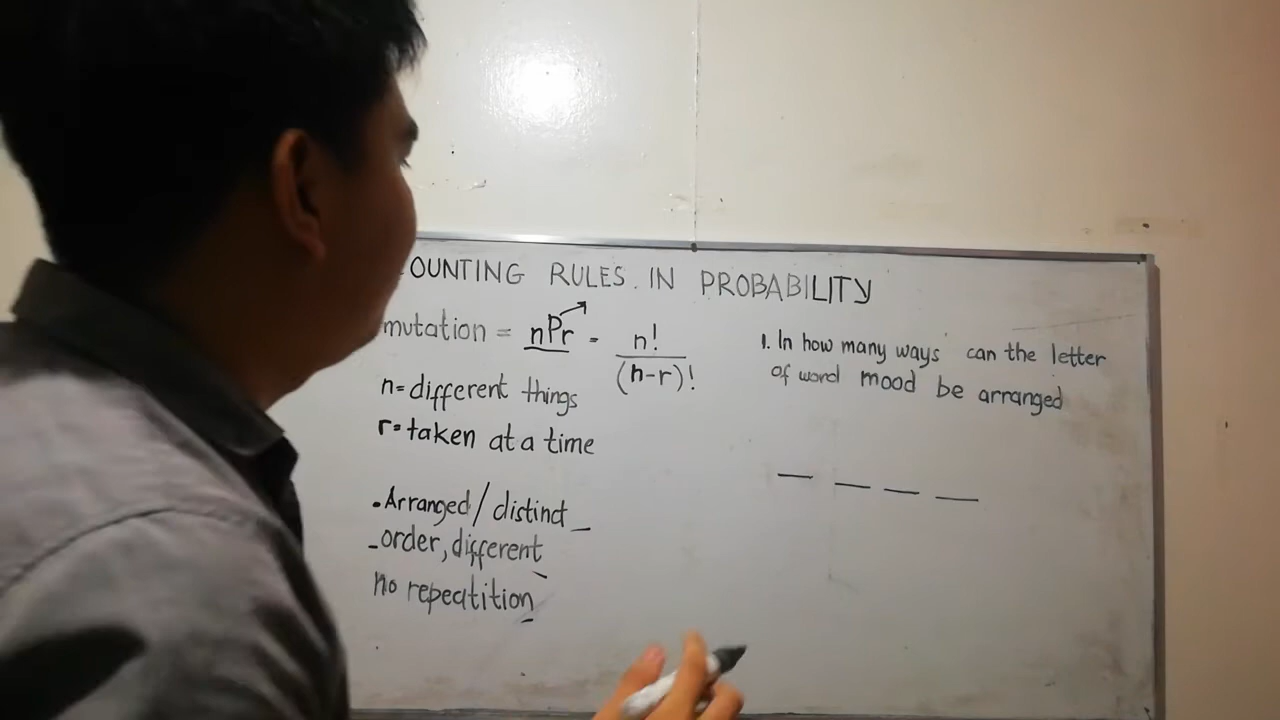 OUNTING RULES. IN PROBABILITY
mutation = nPr = n! / (n-r)!
n=different things
r=taken at a time
.Arranged/distinct_
-order, different
no repeatition
1. In how many ways can the letter
of word mood be arranged